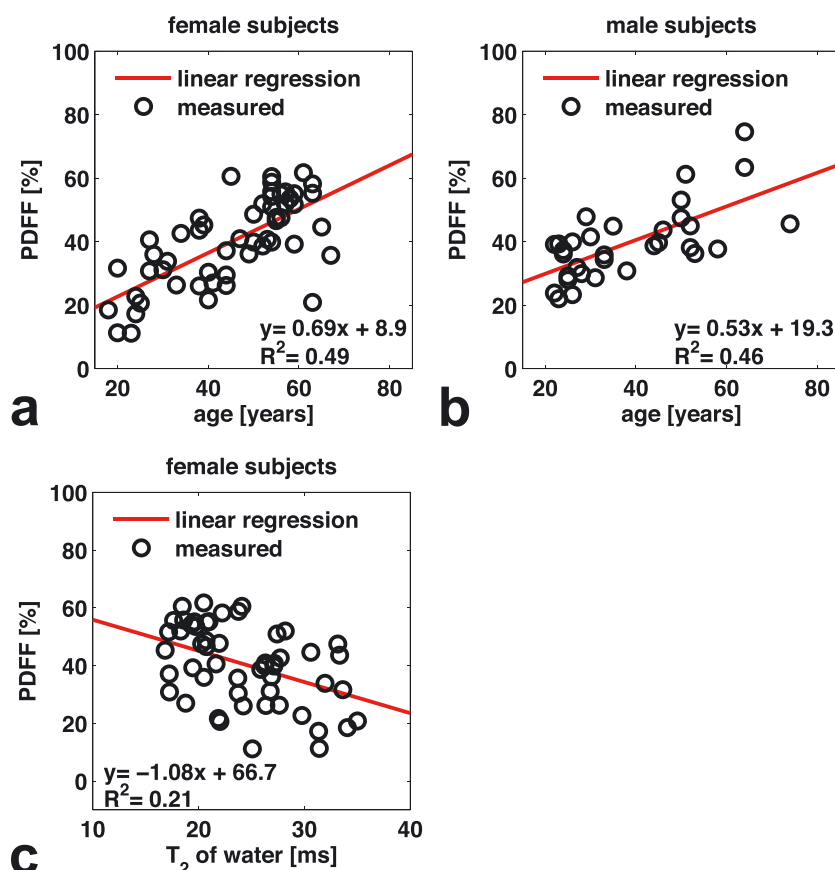 female subjects
100
80
60
40
20
0
PDFF [%]
linear regression
measured
y= 0.69x + 8.9
R2= 0.49
20 40 60 80
age [years]
a
male subjects
100
80
60
40
20
0
PDFF [%]
linear regression
measured
y= 0.53x + 19.3
R2= 0.46
20 40 60 80
age [years]
b
female subjects
100
80
60
40
20
0
PDFF [%]
linear regression
measured
y= −1.08x + 66.7
R2= 0.21
10 20 30 40
T2 of water [ms]
c